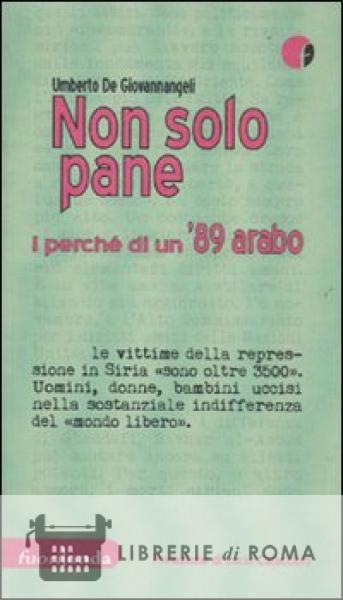 Umberto De Giovannangeli
Non solo
pane
i perché di un '89 arabo
le vittime della repres-
sione in Siria «sono oltre 3500».
Uomini, donne, bambini uccisi
nella sostanziale indifferenza
del «mondo libero».
LIBRERIE di ROMA